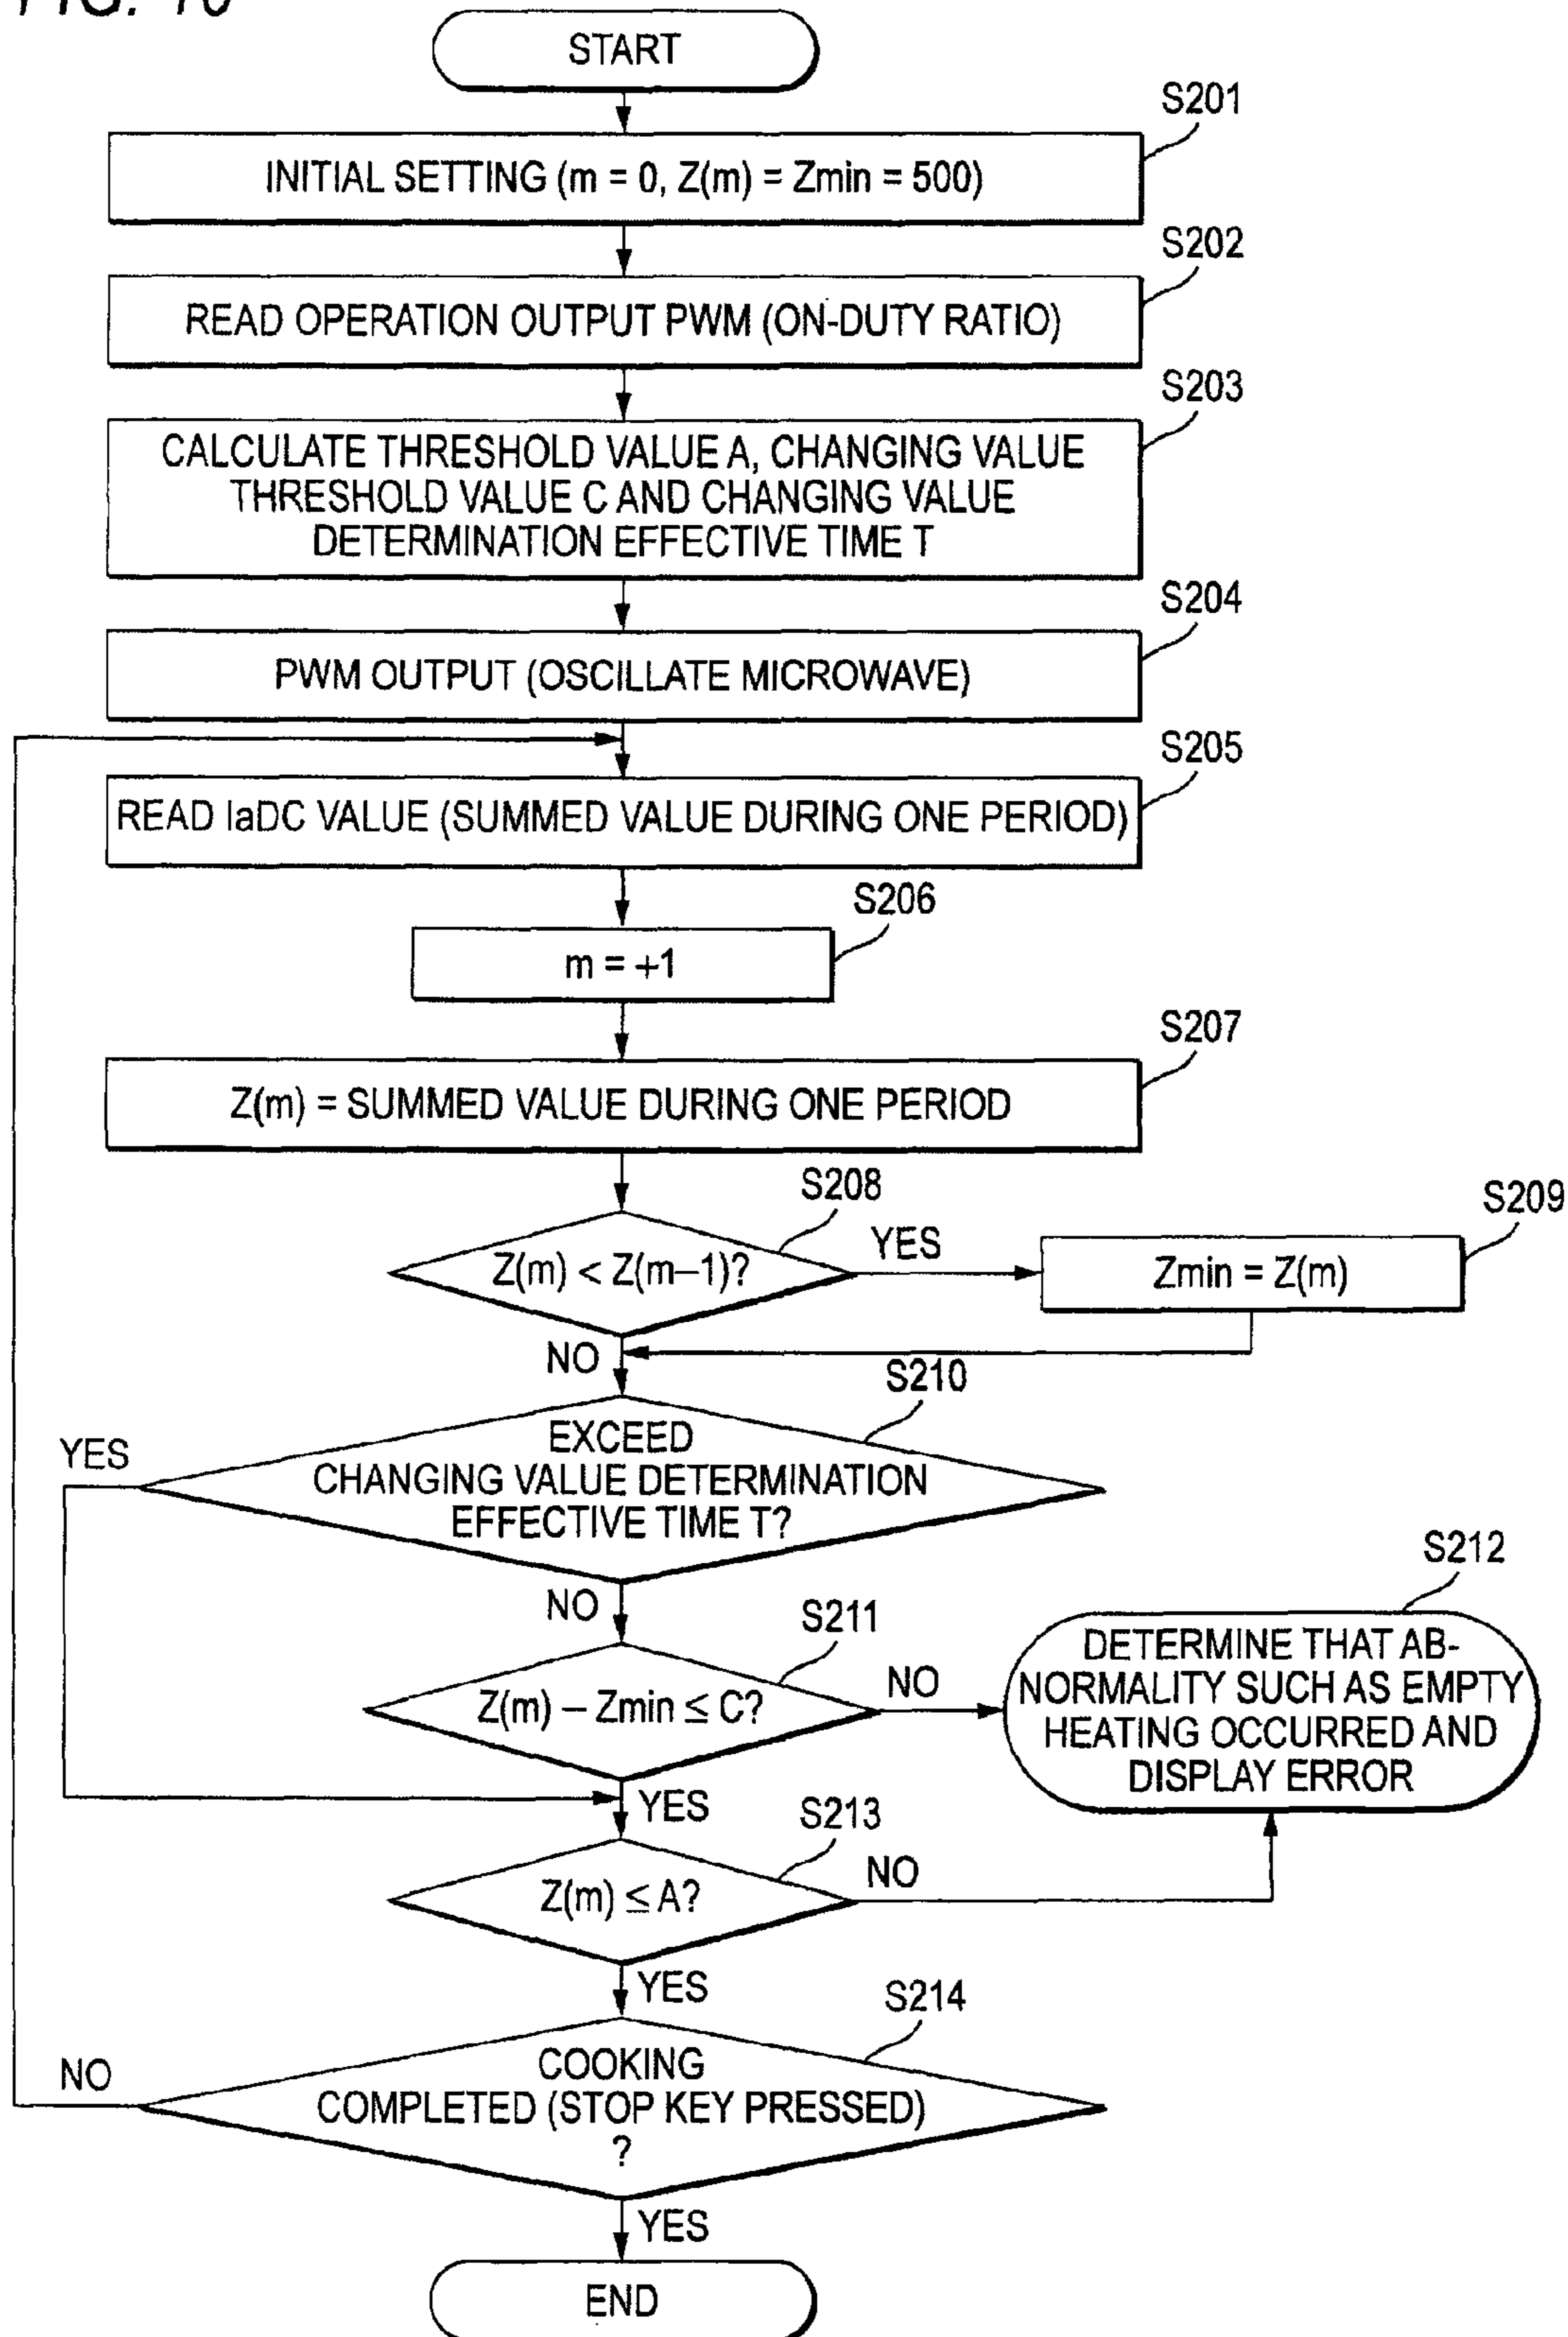 FIG. 10
START
S201
INITIAL SETTING (m = 0, Z(m) = Zmin = 500)
S202
READ OPERATION OUTPUT PWM (ON-DUTY RATIO)
S203
CALCULATE THRESHOLD VALUE A, CHANGING VALUE
THRESHOLD VALUE C AND CHANGING VALUE
DETERMINATION EFFECTIVE TIME T
S204
PWM OUTPUT (OSCILLATE MICROWAVE)
S205
READ IaDC VALUE (SUMMED VALUE DURING ONE PERIOD)
S206
m = +1
S207
Z(m) = SUMMED VALUE DURING ONE PERIOD
S208
Z(m) < Z(m–1)?
YES
S209
Zmin = Z(m)
NO
S210
EXCEED
CHANGING VALUE DETERMINATION
EFFECTIVE TIME T?
YES
NO
S211
Z(m) – Zmin ≤ C?
NO
S212
DETERMINE THAT AB-
NORMALITY SUCH AS EMPTY
HEATING OCCURRED AND
DISPLAY ERROR
YES
S213
Z(m) ≤ A?
NO
YES
S214
COOKING
COMPLETED (STOP KEY PRESSED)
?
NO
YES
END